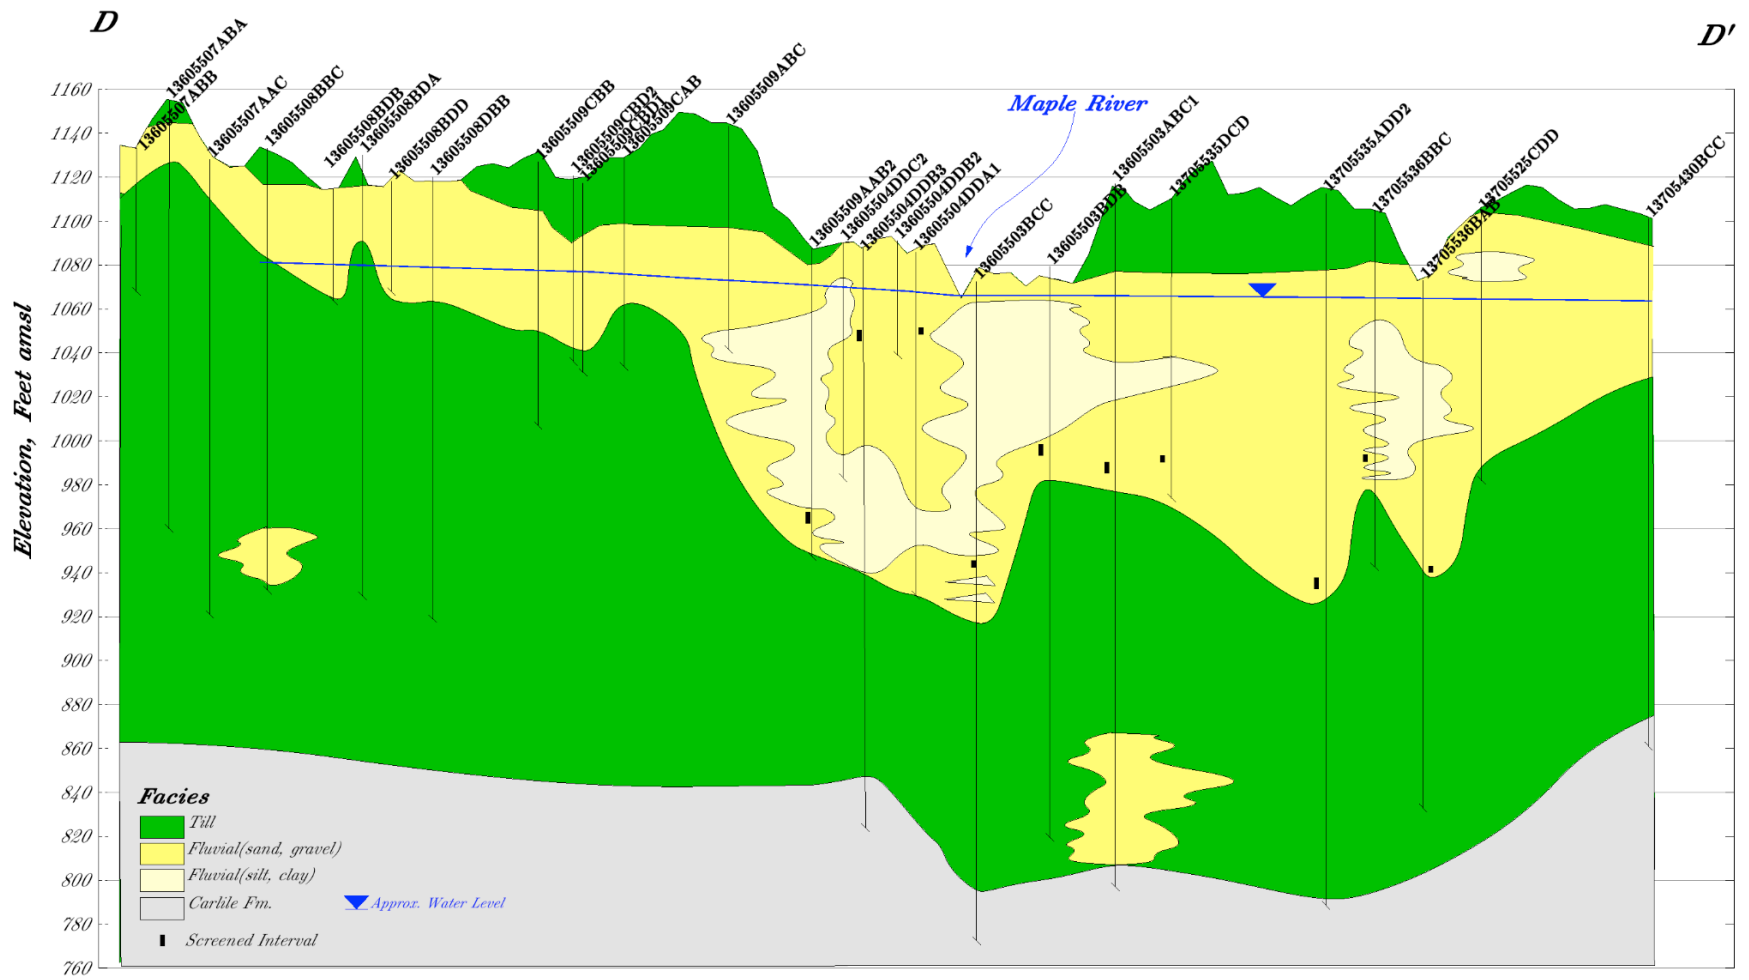 D
D'
13605507ABA
13605507ABB
13605507AAC
13605508BBC
13605508BDB
13605508BDA
13605508BDD
13605508DBB
13605509CBB
13605509CBD2
13605509CBD1
13605509CAB
13605509ABC
13605509AAB2
13605504DDC2
13605504DDB3
13605504DDB2
13605504DDA1
Maple River
13605503BCC
13605503BDB
13605503ABC1
13705535DCD
13705535ADD2
13705536BBC
13705536BAB
13705525CDD
13705430BCC
Elevation, Feet amsl
1160
1140
1120
1100
1080
1060
1040
1020
1000
980
960
940
920
900
880
860
840
820
800
780
760
Facies
Till
Fluvial(sand, gravel)
Fluvial(silt, clay)
Carlile Fm.
Approx. Water Level
Screened Interval